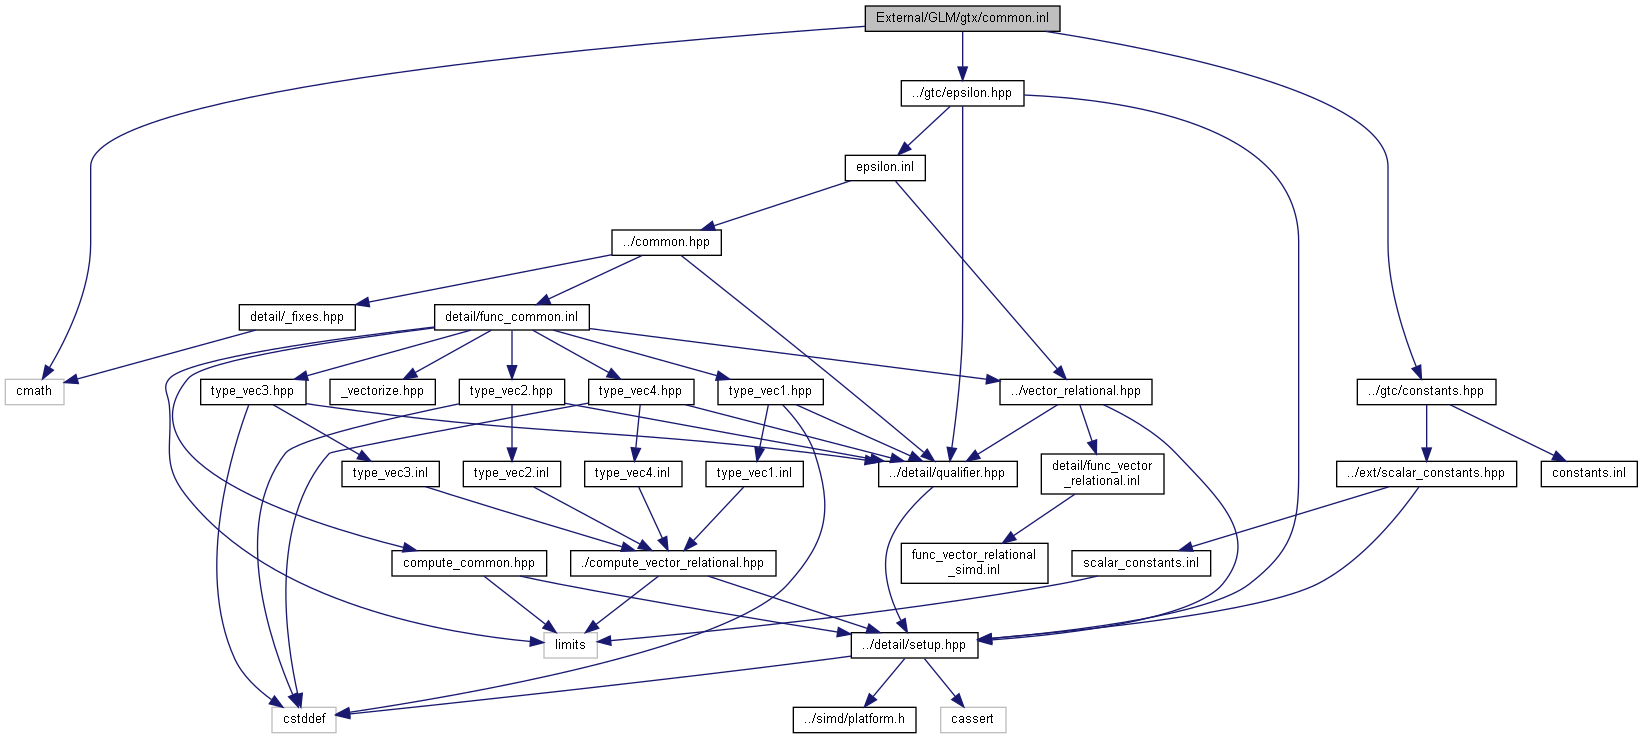 External/GLM/gtx/common.inl
../gtc/epsilon.hpp
epsilon.inl
../common.hpp
detail/_fixes.hpp
detail/func_common.inl
cmath
type_vec3.hpp
_vectorize.hpp
type_vec2.hpp
type_vec4.hpp
type_vec1.hpp
../vector_relational.hpp
../gtc/constants.hpp
type_vec3.inl
type_vec2.inl
type_vec4.inl
type_vec1.inl
../detail/qualifier.hpp
detail/func_vector
_relational.inl
../ext/scalar_constants.hpp
constants.inl
compute_common.hpp
./compute_vector_relational.hpp
func_vector_relational
_simd.inl
scalar_constants.inl
limits
../detail/setup.hpp
cstddef
../simd/platform.h
cassert